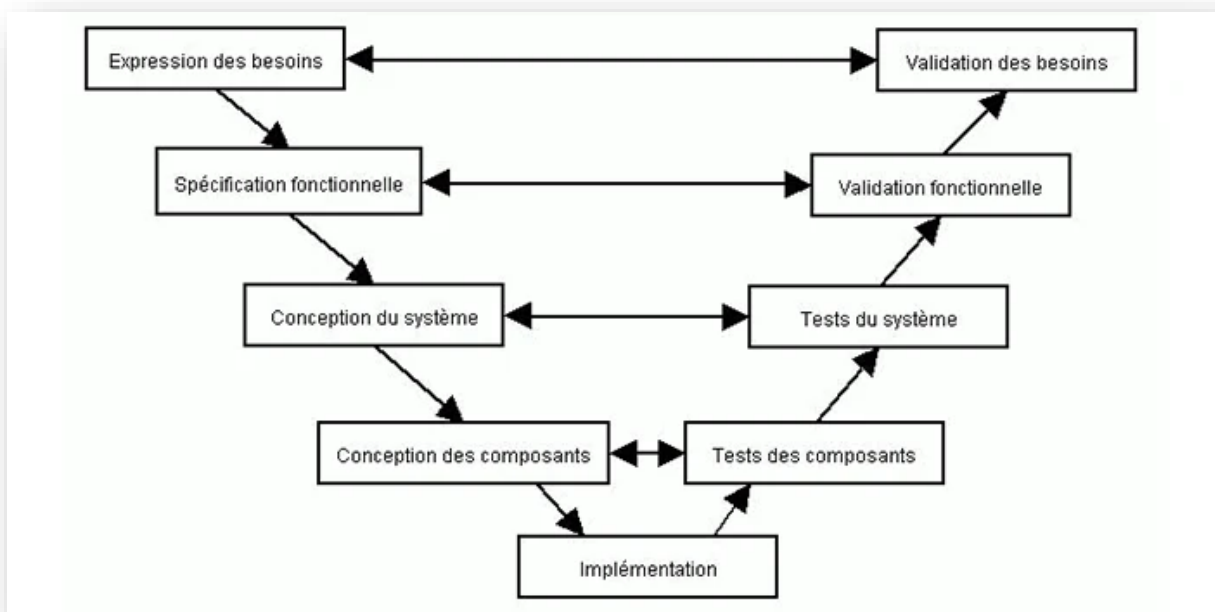 Expression des besoins
Validation des besoins
Spécification fonctionnelle
Validation fonctionnelle
Conception du système
Tests du système
Conception des composants
Tests des composants
Implémentation